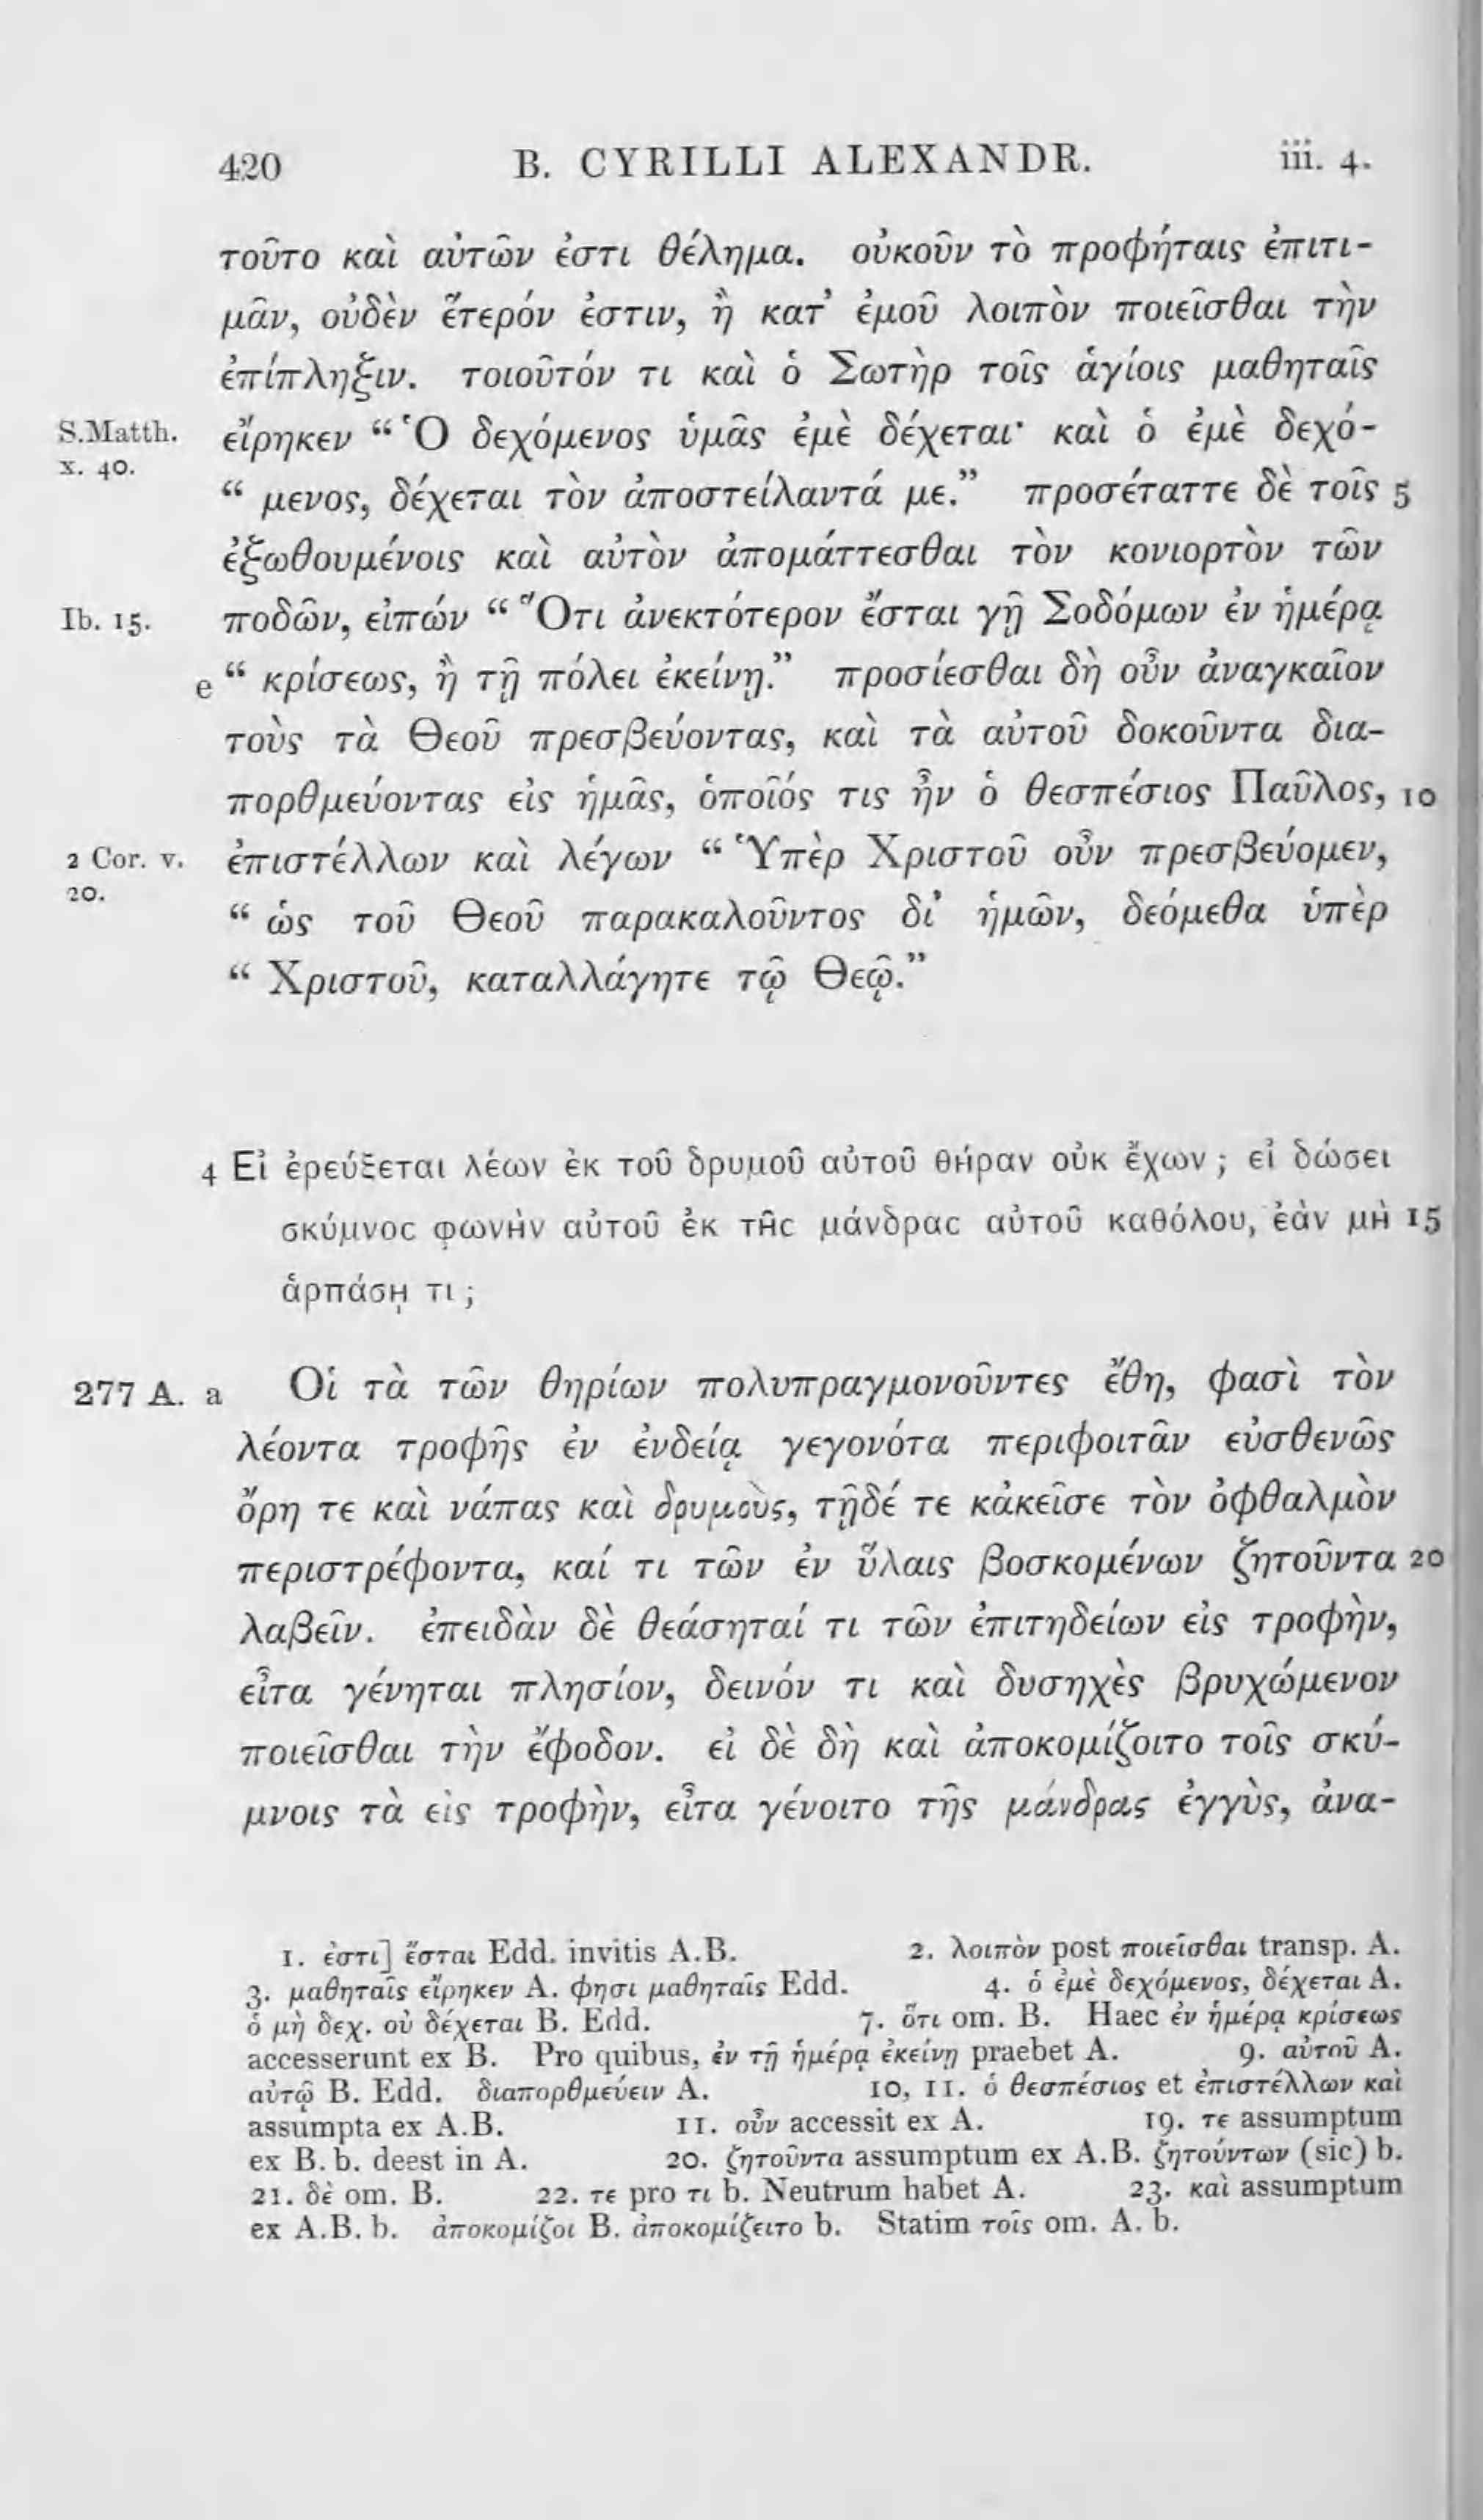 420 B. CYRILLI ALEXANDR. iii. 4.
τοῦτο καὶ αὐτῶν ἐστι θέλημα. οὐκοῦν τὸ προφήταις ἐπιτι-
μᾶν, οὐδὲν ἕτερόν ἐστιν, ἢ κατ᾽ ἐμοῦ λοιπὸν ποιεῖσθαι τὴν
ἐπίπληξιν. τοιοῦτόν τι καὶ ὁ Σωτὴρ τοῖς ἁγίοις μαθηταῖς
S.Matth. εἴρηκεν “ Ὁ δεχόμενος ὑμᾶς ἐμὲ δέχεται· καὶ ὁ ἐμὲ δεχό-
x. 40.
“ μενος, δέχεται τὸν ἀποστείλαντά με.” προσέταττε δὲ τοῖς 5
ἐξωθουμένοις καὶ αὐτὸν ἀπομάττεσθαι τὸν κονιορτὸν τῶν
Ib. 15. ποδῶν, εἰπών “ Ὅτι ἀνεκτότερον ἔσται γῇ Σοδόμων ἐν ἡμέρᾳ
e “ κρίσεως, ἢ τῇ πόλει ἐκείνῃ.” προσίεσθαι δὴ οὖν ἀναγκαῖον
τοὺς τὰ Θεοῦ πρεσβεύοντας, καὶ τὰ αὐτοῦ δοκοῦντα δια-
πορθμεύοντας εἰς ἡμᾶς, ὁποῖός τις ἦν ὁ θεσπέσιος Παῦλος, 10
2 Cor. v. ἐπιστέλλων καὶ λέγων “ Ὑπὲρ Χριστοῦ οὖν πρεσβεύομεν,
20.
“ ὡς τοῦ Θεοῦ παρακαλοῦντος δι᾽ ἡμῶν, δεόμεθα ὑπὲρ
“ Χριστοῦ, καταλλάγητε τῷ Θεῷ.”
4 Εἰ ἐρεύξεται λέων ἐκ τοῦ δρυμοῦ αὐτοῦ θήραν οὐκ ἔχων ; εἰ δώσει
σκύμνος φωνὴν αὐτοῦ ἐκ τῆς μάνδρας αὐτοῦ καθόλου, ἐὰν μὴ 15
ἁρπάσῃ τι ;
277 A. a Οἱ τὰ τῶν θηρίων πολυπραγμονοῦντες ἔθη, φασὶ τὸν
λέοντα τροφῆς ἐν ἐνδείᾳ γεγονότα περιφοιτᾶν εὐσθενῶς
ὄρη τε καὶ νάπας καὶ δρυμοὺς, τῇδέ τε κἀκεῖσε τὸν ὀφθαλμὸν
περιστρέφοντα, καί τι τῶν ἐν ὕλαις βοσκομένων ζητοῦντα 20
λαβεῖν. ἐπειδὰν δὲ θεάσηταί τι τῶν ἐπιτηδείων εἰς τροφὴν,
εἶτα γένηται πλησίον, δεινόν τι καὶ δυσηχὲς βρυχώμενον
ποιεῖσθαι τὴν ἔφοδον. εἰ δὲ δὴ καὶ ἀποκομίζοιτο τοῖς σκύ-
μνοις τὰ εἰς τροφὴν, εἶτα γένοιτο τῆς μάνδρας ἐγγὺς, ἀνα-
1. ἐστι] ἔσται Edd. invitis A.B. 2. λοιπὸν post ποιεῖσθαι transp. A.
3. μαθηταῖς εἴρηκεν A. φησι μαθηταῖς Edd. 4. ὁ ἐμὲ δεχόμενος, δέχεται A.
ὁ μὴ δεχ. οὐ δέχεται B. Edd. 7. ὅτι om. B. Haec ἐν ἡμέρᾳ κρίσεως
accesserunt ex B. Pro quibus, ἐν τῇ ἡμέρᾳ ἐκείνῃ praebet A. 9. αὐτοῦ A.
αὐτῷ B. Edd. διαπορθμεύειν A. 10, 11. ὁ θεσπέσιος et ἐπιστέλλων καὶ
assumpta ex A.B. 11. οὖν accessit ex A. 19. τε assumptum
ex B. b. deest in A. 20. ζητοῦντα assumptum ex A.B. ζητούντων (sic) b.
21. δὲ om. B. 22. τε pro τι b. Neutrum habet A. 23. καὶ assumptum
ex A.B. b. ἀποκομίζοι B. ἀποκομίζειτο b. Statim τοῖς om. A. b.